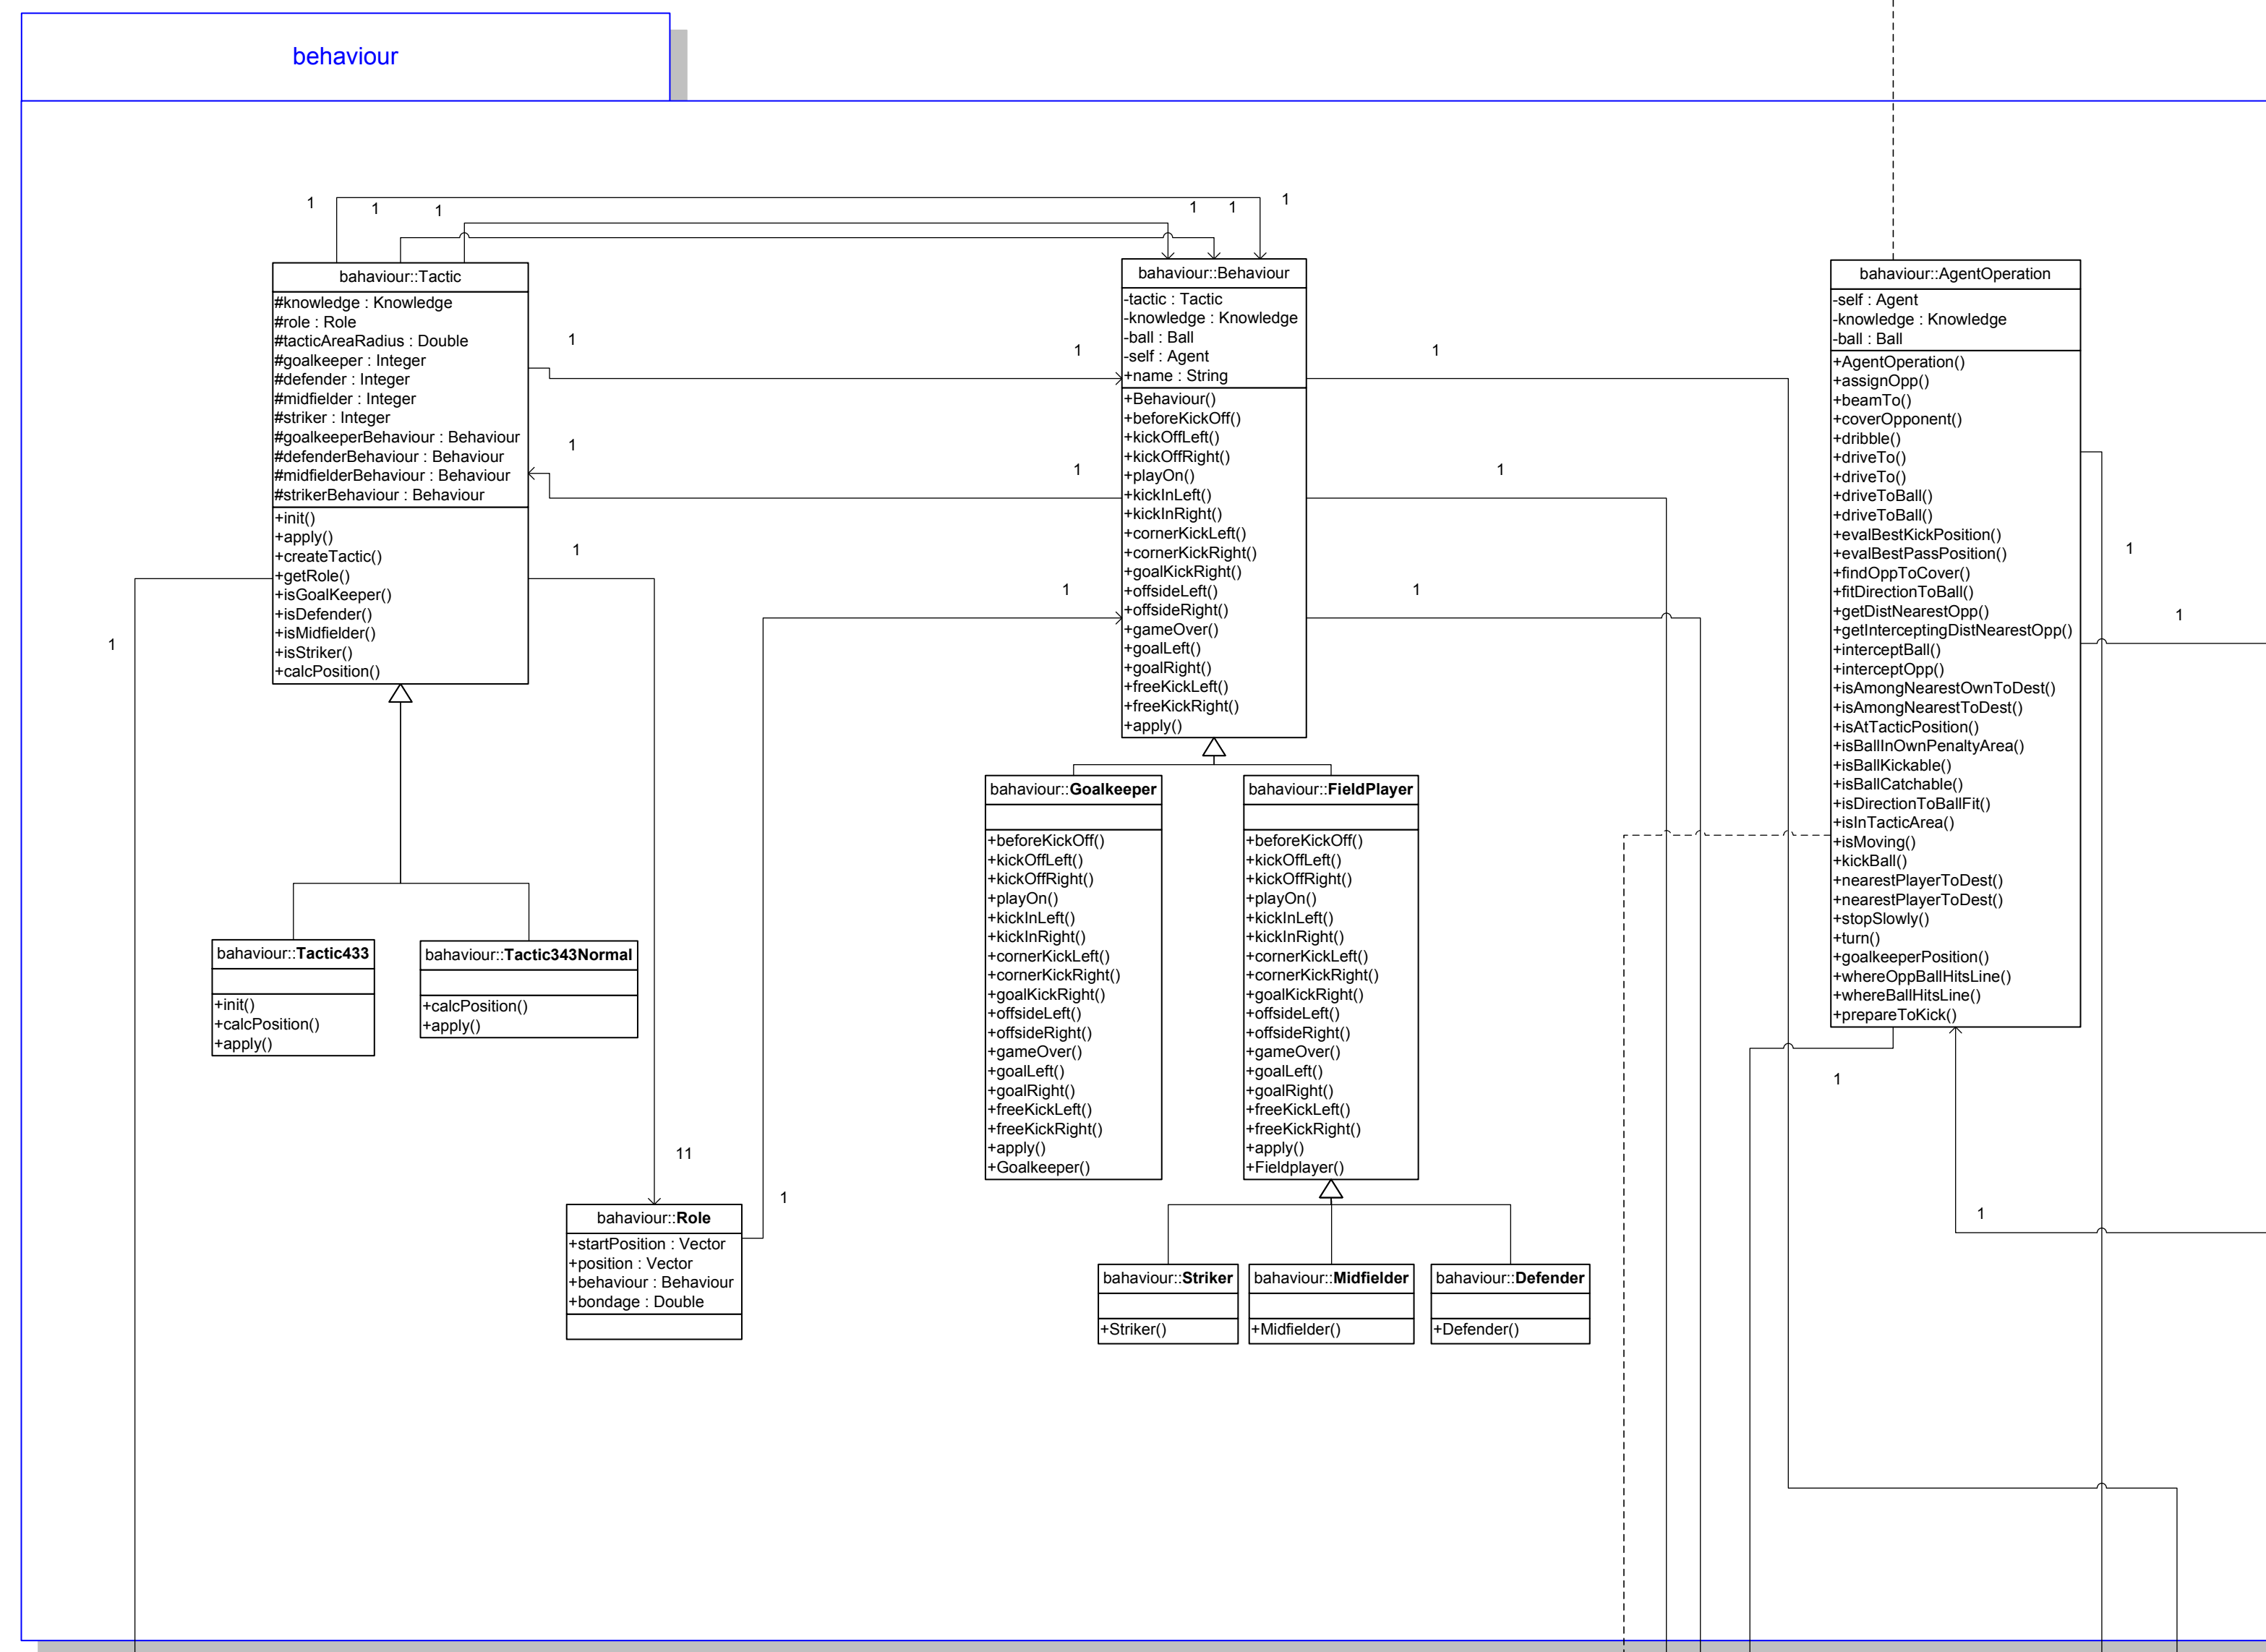 behaviour
1
1
1
1
1
1
bahaviour::Tactic
#knowledge : Knowledge
#role : Role
#tacticAreaRadius : Double
#goalkeeper : Integer
#defender : Integer
#midfielder : Integer
#striker : Integer
#goalkeeperBehaviour : Behaviour
#defenderBehaviour : Behaviour
#midfielderBehaviour : Behaviour
#strikerBehaviour : Behaviour
+init()
+apply()
+createTactic()
+getRole()
+isGoalKeeper()
+isDefender()
+isMidfielder()
+isStriker()
+calcPosition()
1
1
1
1
1
1
1
1
1
1
1
bahaviour::Behaviour
-tactic : Tactic
-knowledge : Knowledge
-ball : Ball
-self : Agent
+name : String
+Behaviour()
+beforeKickOff()
+kickOffLeft()
+kickOffRight()
+playOn()
+kickInLeft()
+kickInRight()
+cornerKickLeft()
+cornerKickRight()
+goalKickRight()
+offsideLeft()
+offsideRight()
+gameOver()
+goalLeft()
+goalRight()
+freeKickLeft()
+freeKickRight()
+apply()
bahaviour::AgentOperation
-self : Agent
-knowledge : Knowledge
-ball : Ball
+AgentOperation()
+assignOpp()
+beamTo()
+coverOpponent()
+dribble()
+driveTo()
+driveTo()
+driveToBall()
+driveToBall()
+evalBestKickPosition()
+evalBestPassPosition()
+findOppToCover()
+fitDirectionToBall()
+getDistNearestOpp()
+getInterceptingDistNearestOpp()
+interceptBall()
+interceptOpp()
+isAmongNearestOwnToDest()
+isAmongNearestToDest()
+isAtTacticPosition()
+isBallInOwnPenaltyArea()
+isBallKickable()
+isBallCatchable()
+isDirectionToBallFit()
+isInTacticArea()
+isMoving()
+kickBall()
+nearestPlayerToDest()
+nearestPlayerToDest()
+stopSlowly()
+turn()
+goalkeeperPosition()
+whereOppBallHitsLine()
+whereBallHitsLine()
+prepareToKick()
1
1
bahaviour::Goalkeeper
+beforeKickOff()
+kickOffLeft()
+kickOffRight()
+playOn()
+kickInLeft()
+kickInRight()
+cornerKickLeft()
+cornerKickRight()
+goalKickRight()
+offsideLeft()
+offsideRight()
+gameOver()
+goalLeft()
+goalRight()
+freeKickLeft()
+freeKickRight()
+apply()
+Goalkeeper()
bahaviour::FieldPlayer
+beforeKickOff()
+kickOffLeft()
+kickOffRight()
+playOn()
+kickInLeft()
+kickInRight()
+cornerKickLeft()
+cornerKickRight()
+goalKickRight()
+offsideLeft()
+offsideRight()
+gameOver()
+goalLeft()
+goalRight()
+freeKickLeft()
+freeKickRight()
+apply()
+Fieldplayer()
bahaviour::Tactic433
+init()
+calcPosition()
+apply()
bahaviour::Tactic343Normal
+calcPosition()
+apply()
11
1
bahaviour::Role
+startPosition : Vector
+position : Vector
+behaviour : Behaviour
+bondage : Double
bahaviour::Striker
+Striker()
bahaviour::Midfielder
+Midfielder()
bahaviour::Defender
+Defender()
1
1